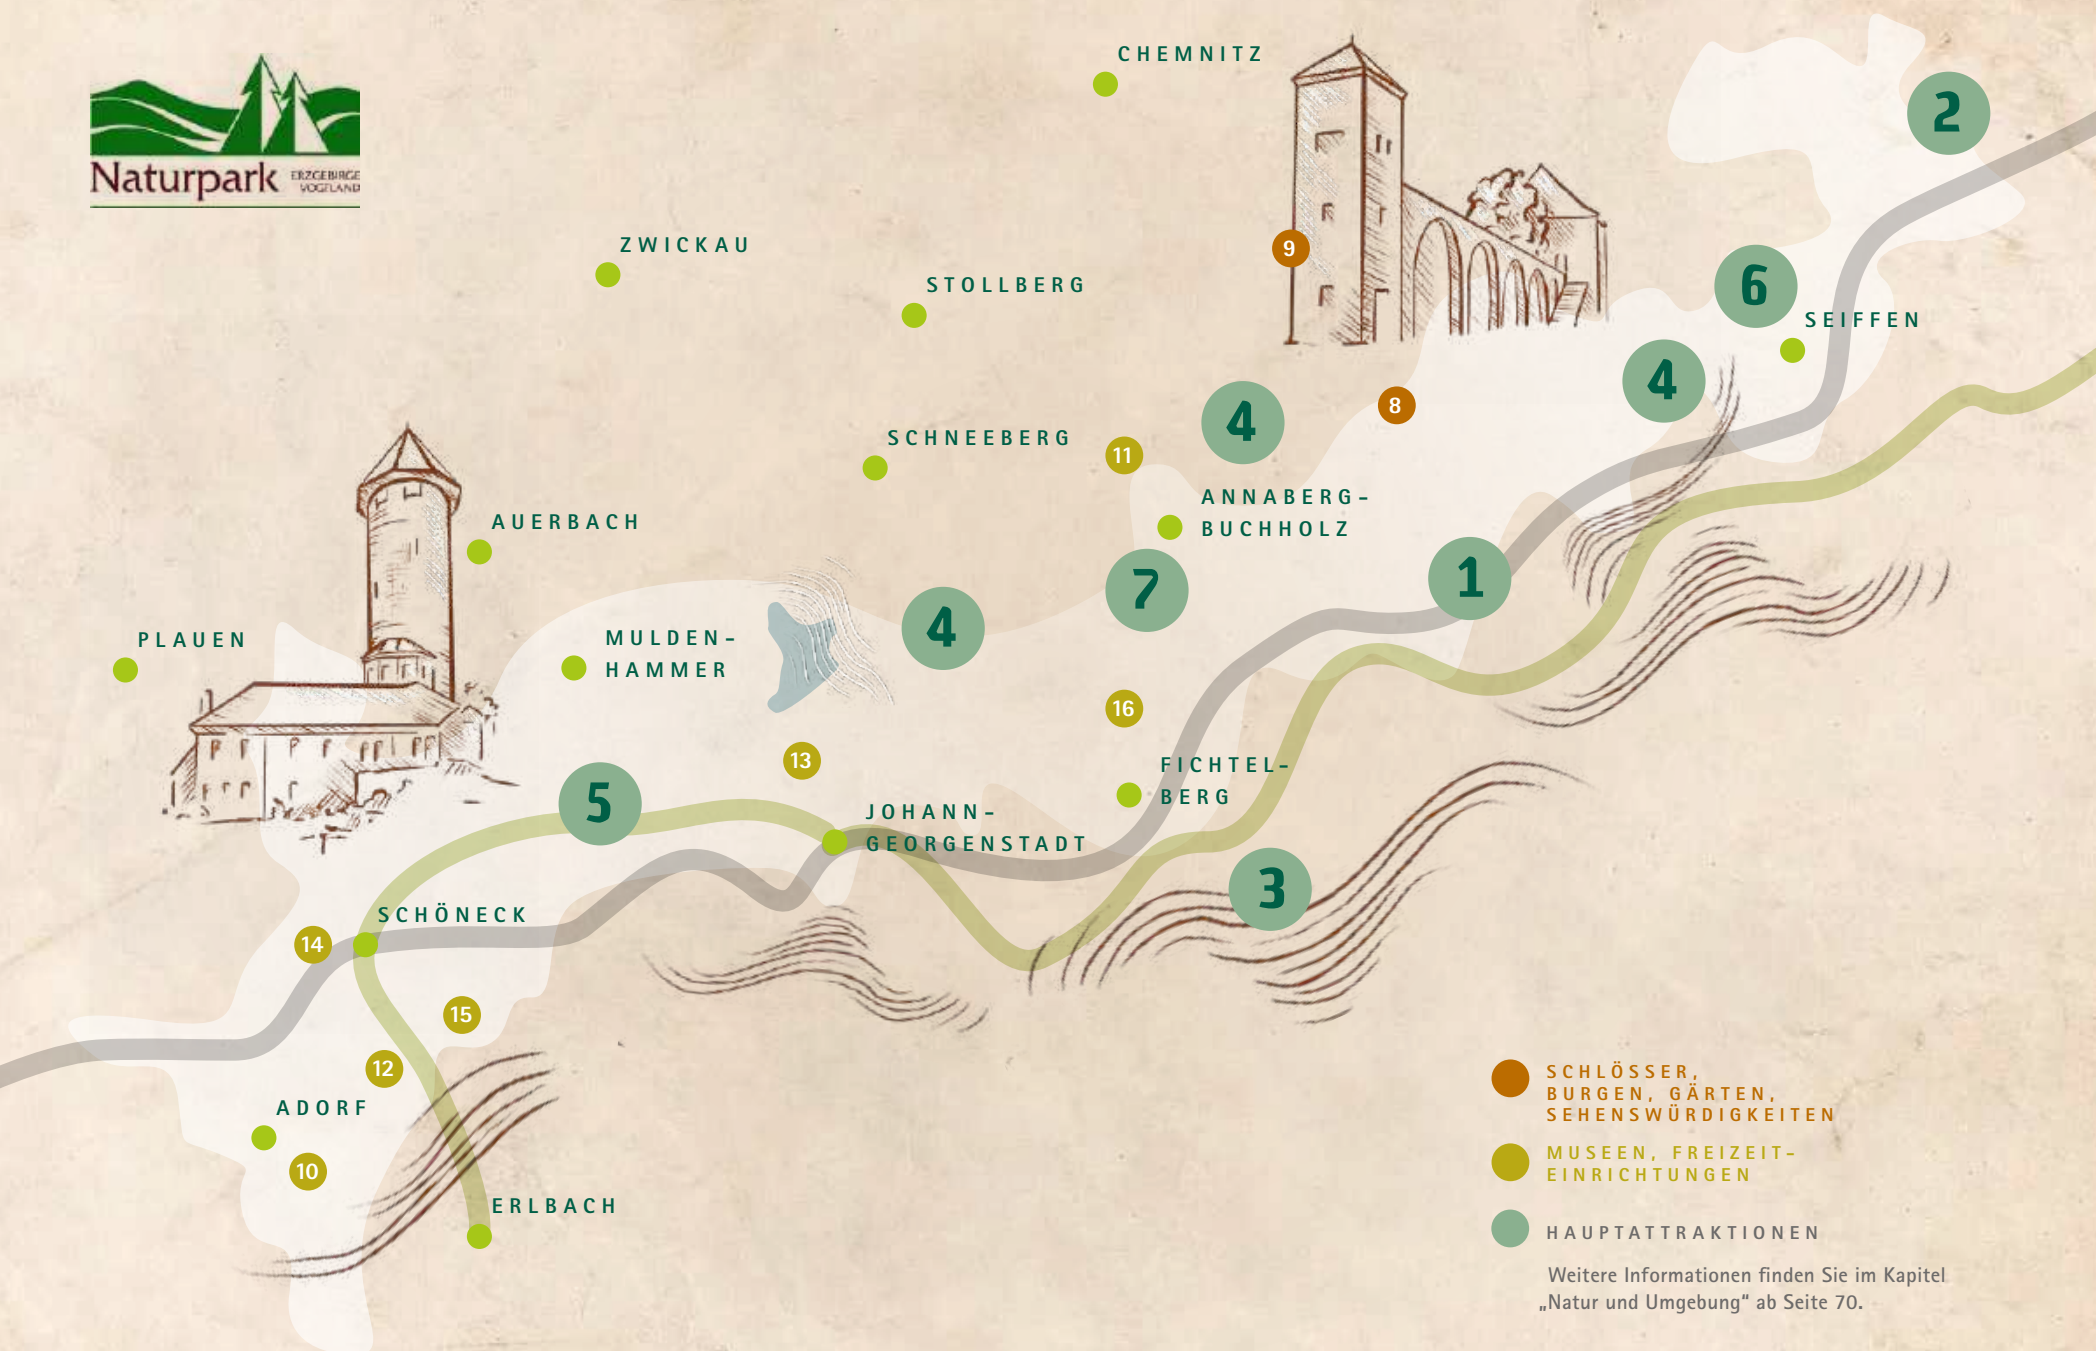 CHEMNITZ
2
Naturpark ERZGEBIRGE
VOGTLAND
ZWICKAU
9
STOLLBERG
6
SEIFFEN
4
8
4
SCHNEEBERG
11
ANNABERG-
BUCHHOLZ
AUERBACH
1
7
4
PLAUEN
MULDEN-
HAMMER
16
13
FICHTEL-
BERG
5
JOHANN-
GEORGENSTADT
3
SCHÖNECK
14
15
12
ADORF
10
ERLBACH
SCHLÖSSER,
BURGEN, GÄRTEN,
SEHENSWÜRDIGKEITEN
MUSEEN, FREIZEIT-
EINRICHTUNGEN
HAUPTATTRAKTIONEN
Weitere Informationen finden Sie im Kapitel
„Natur und Umgebung“ ab Seite 70.